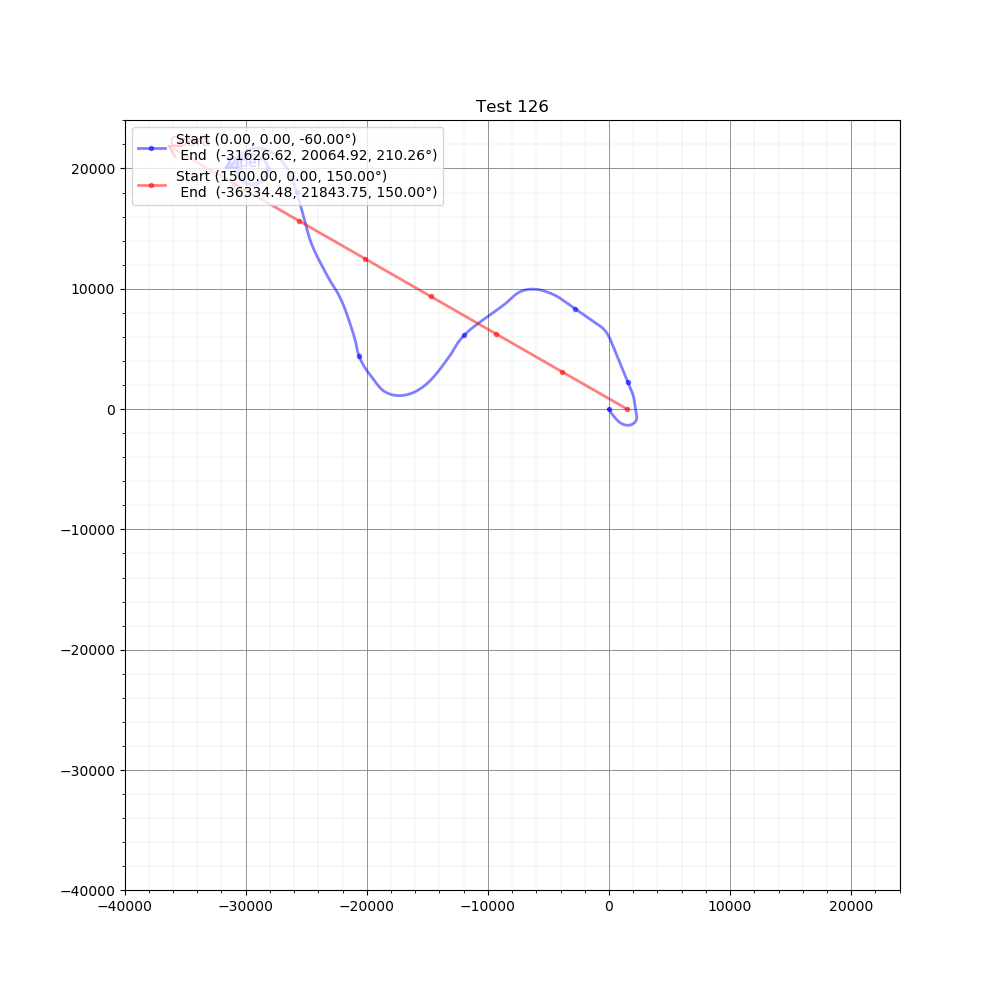 Test 126
Start (0.00, 0.00, -60.00°)
End (-31626.62, 20064.92, 210.26°)
Start (1500.00, 0.00, 150.00°)
End (-36334.48, 21843.75, 150.00°)
20000
10000
0
−10000
−20000
−30000
−40000
−40000 −30000 −20000 −10000 0 10000 20000